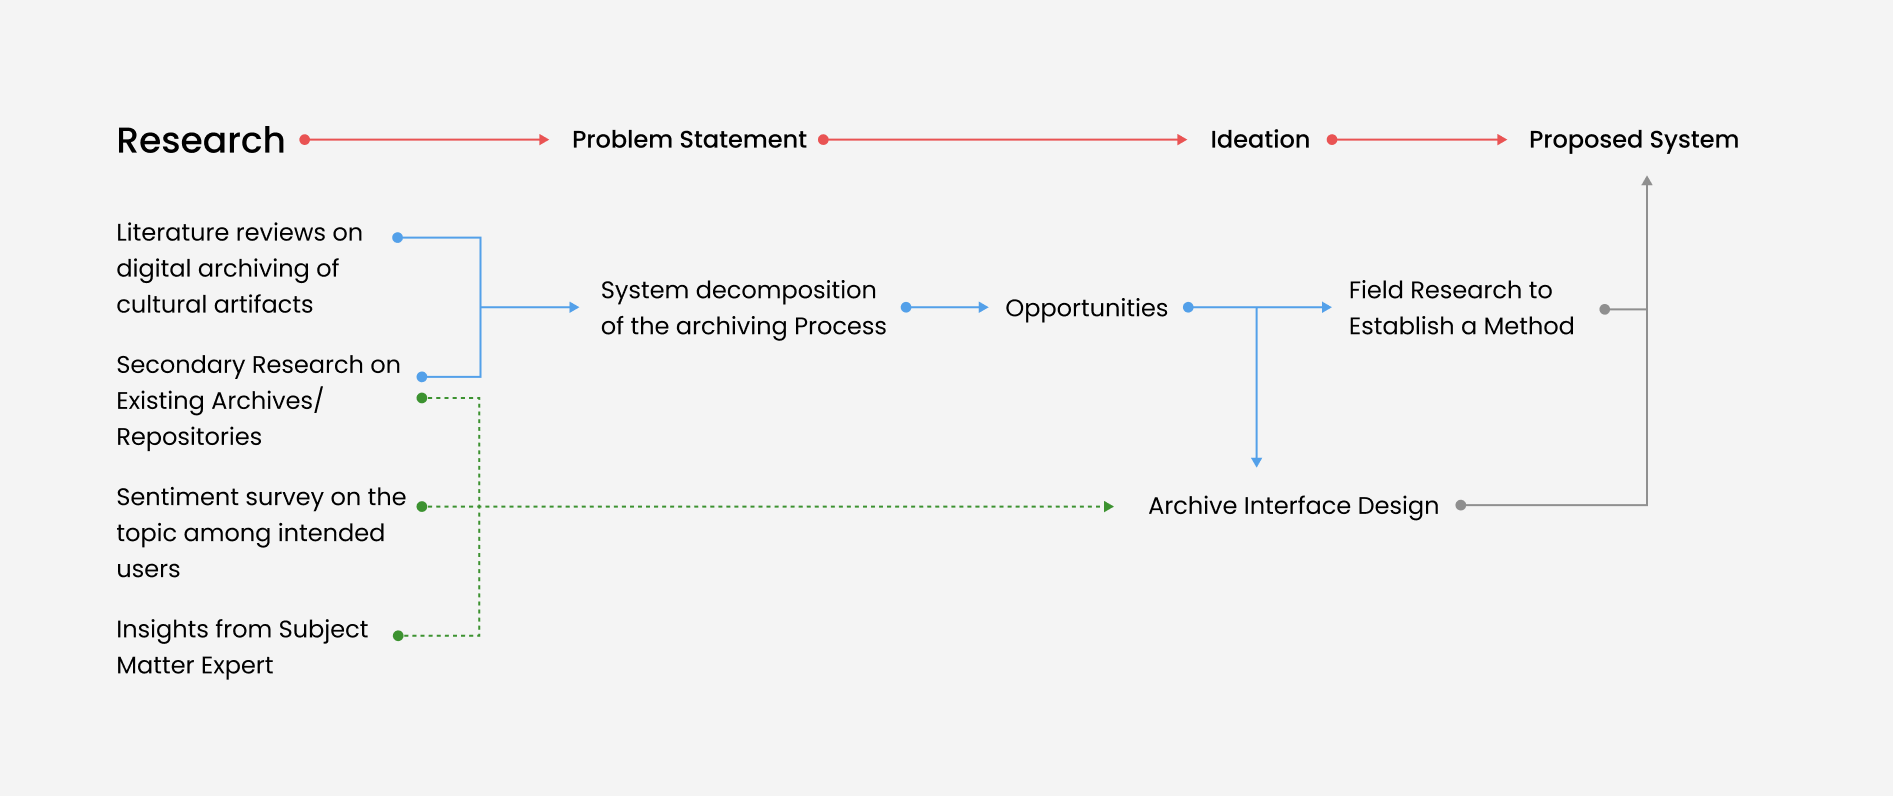 Research
Problem Statement
Ideation
Proposed System
Literature reviews on
digital archiving of
cultural artifacts
System decomposition
of the archiving Process
Opportunities
Field Research to
Establish a Method
Secondary Research on
Existing Archives/
Repositories
Sentiment survey on the
topic among intended
users
Archive Interface Design
Insights from Subject
Matter Expert